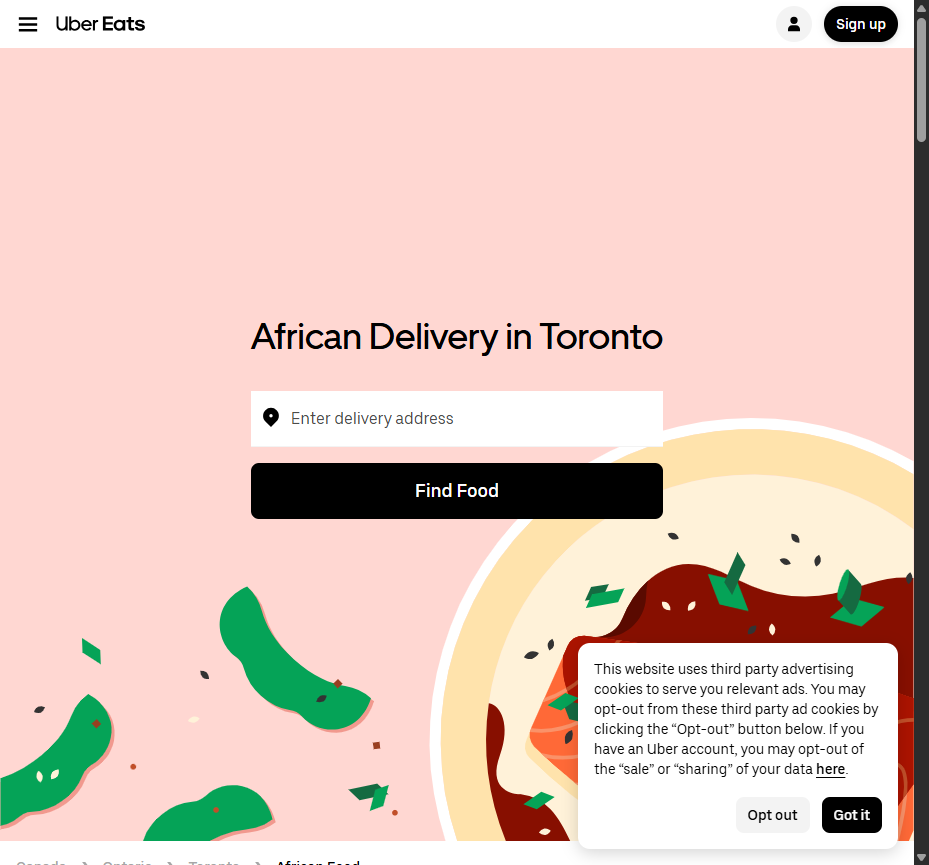 Uber Eats
Sign up
African Delivery in Toronto
Enter delivery address
Find Food
This website uses third party advertising
cookies to serve you relevant ads. You may
opt-out from these third party ad cookies by
clicking the “Opt-out” button below. If you
have an Uber account, you may opt-out of
the “sale” or “sharing” of your data here.
Opt out
Got it
Canada > Ontario > Toronto > African Food